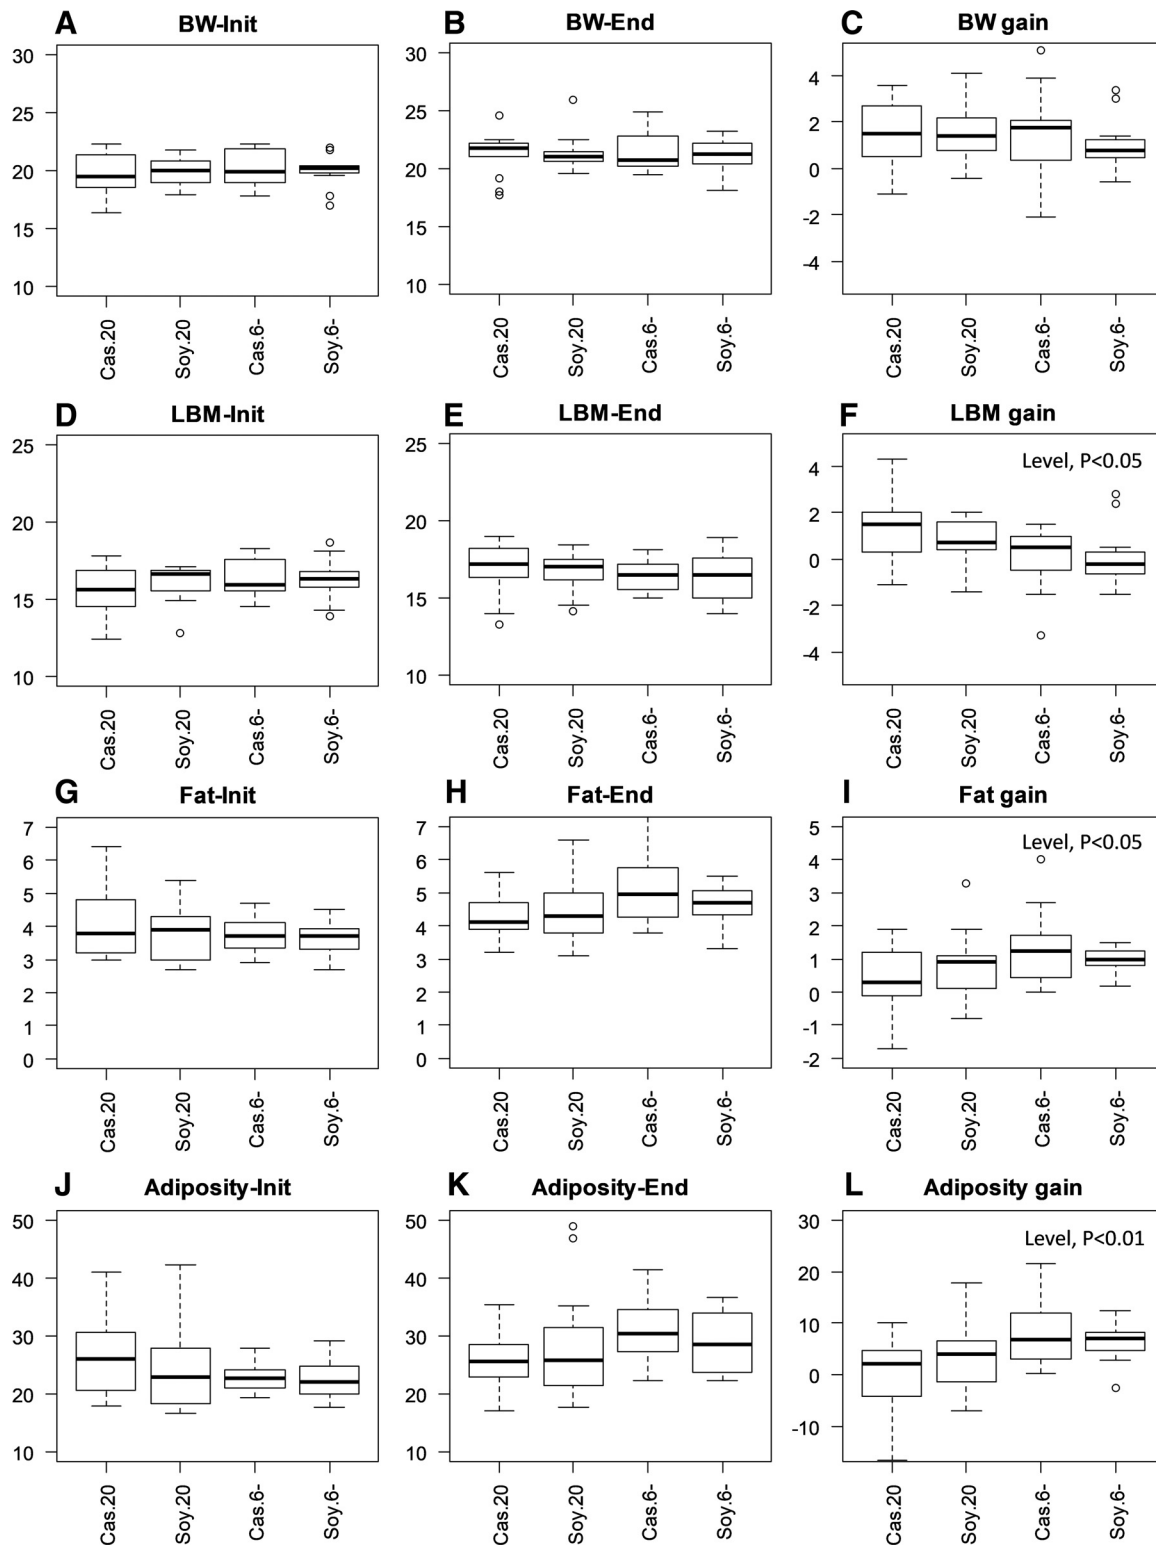 A BW-Init
30
25
20
15
10
Cas.20 Soy.20 Cas.6- Soy.6-
B BW-End
30
25
20
15
10
Cas.20 Soy.20 Cas.6- Soy.6-
C BW gain
4
2
0
-2
-4
Cas.20 Soy.20 Cas.6- Soy.6-
D LBM-Init
25
20
15
10
Cas.20 Soy.20 Cas.6- Soy.6-
E LBM-End
25
20
15
10
Cas.20 Soy.20 Cas.6- Soy.6-
F LBM gain
Level, P<0.05
4
2
0
-2
-4
Cas.20 Soy.20 Cas.6- Soy.6-
G Fat-Init
7
6
5
4
3
2
1
0
Cas.20 Soy.20 Cas.6- Soy.6-
H Fat-End
7
6
5
4
3
2
1
0
Cas.20 Soy.20 Cas.6- Soy.6-
I Fat gain
Level, P<0.05
5
4
3
2
1
0
-1
-2
Cas.20 Soy.20 Cas.6- Soy.6-
J Adiposity-Init
50
40
30
20
10
Cas.20 Soy.20 Cas.6- Soy.6-
K Adiposity-End
50
40
30
20
10
Cas.20 Soy.20 Cas.6- Soy.6-
L Adiposity gain
Level, P<0.01
30
20
10
0
-10
Cas.20 Soy.20 Cas.6- Soy.6-